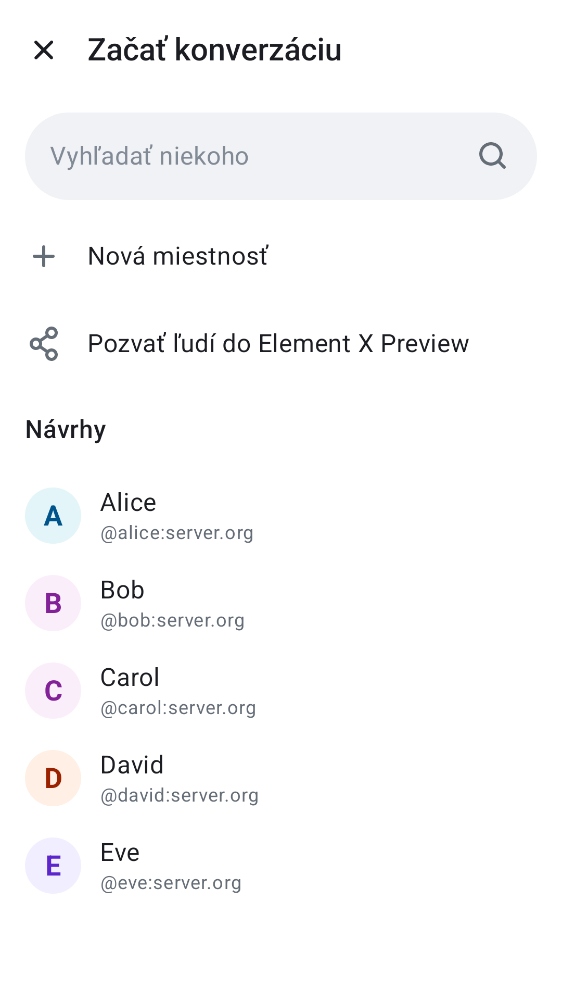 Začať konverzáciu
Vyhľadať niekoho
Nová miestnosť
Pozvať ľudí do Element X Preview
Návrhy
A
Alice
@alice:server.org
B
Bob
@bob:server.org
C
Carol
@carol:server.org
D
David
@david:server.org
E
Eve
@eve:server.org